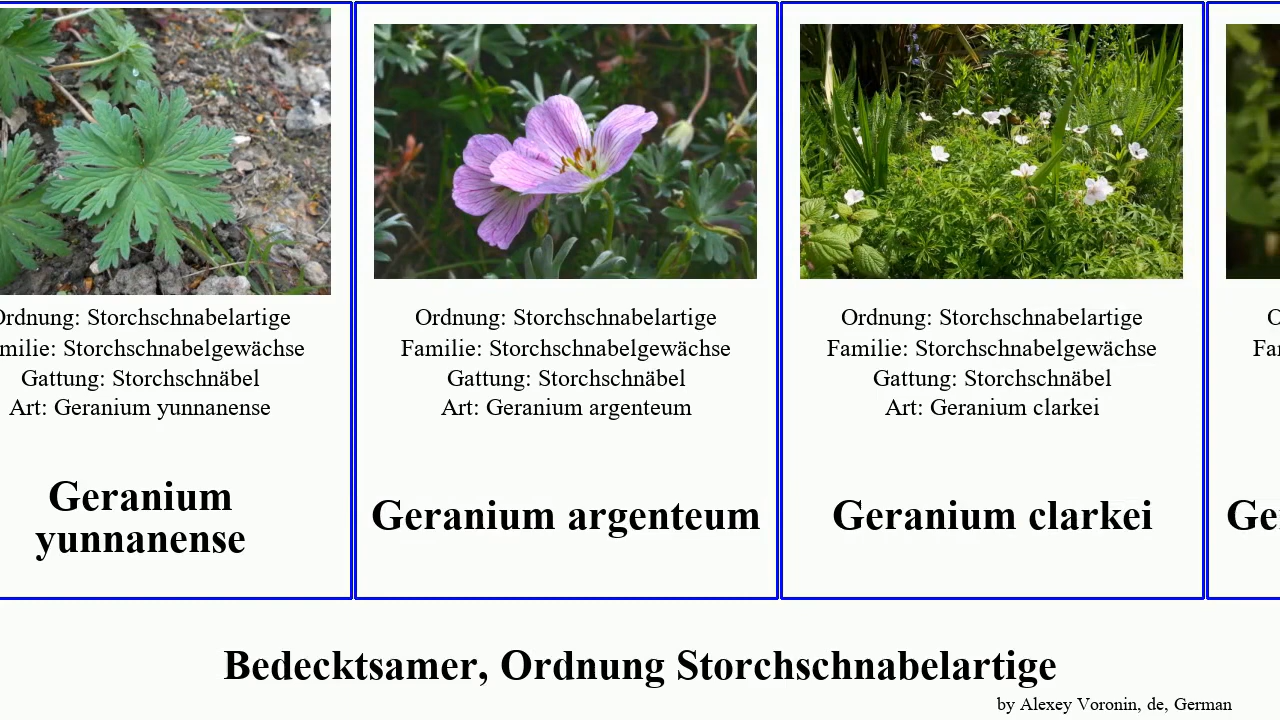 Ordnung: Storchschnabelartige
Familie: Storchschnabelgewächse
Gattung: Storchschnäbel
Art: Geranium yunnanense
Geranium
yunnanense
Ordnung: Storchschnabelartige
Familie: Storchschnabelgewächse
Gattung: Storchschnäbel
Art: Geranium argenteum
Geranium argenteum
Ordnung: Storchschnabelartige
Familie: Storchschnabelgewächse
Gattung: Storchschnäbel
Art: Geranium clarkei
Geranium clarkei
Bedecktsamer, Ordnung Storchschnabelartige
by Alexey Voronin, de, German